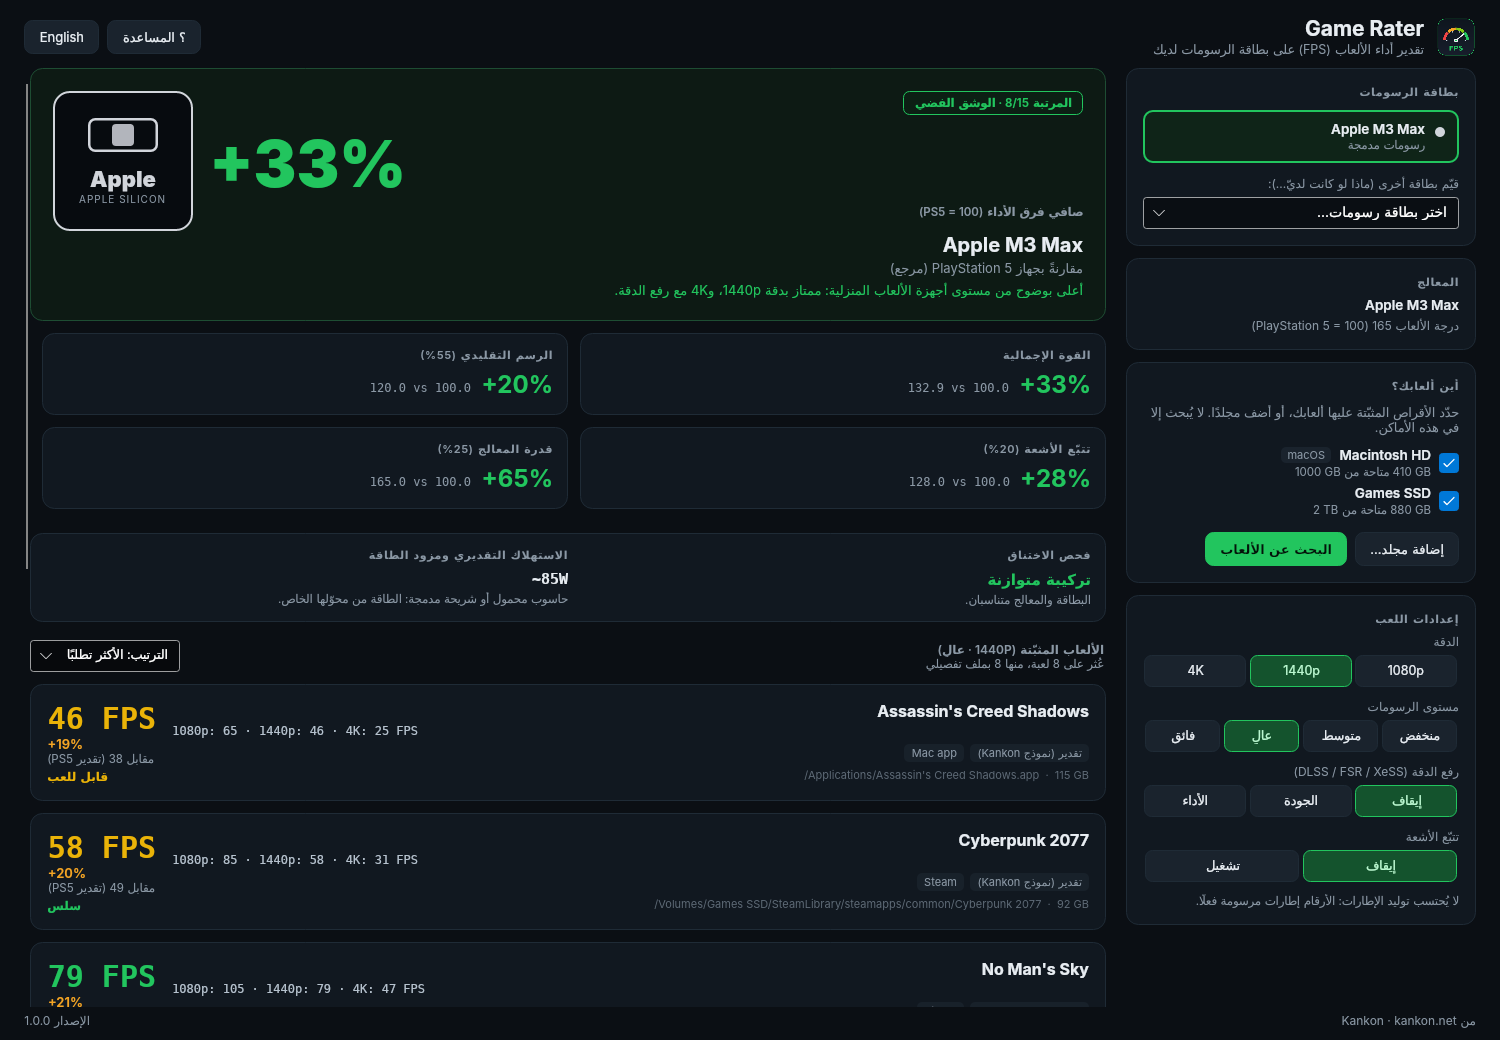 Game Rater
تقدير أداء الألعاب (FPS) على بطاقة الرسومات لديك
؟ المساعدة
English
بطاقة الرسومات
Apple M3 Max
رسومات مدمجة
قيّم بطاقة أخرى (ماذا لو كانت لديّ...):
اختر بطاقة رسومات...
المعالج
Apple M3 Max
درجة الألعاب 165 (PlayStation 5 = 100)
أين ألعابك؟
حدّد الأقراص المثبّتة عليها ألعابك، أو أضف مجلدًا. لا يُبحث إلا
في هذه الأماكن.
Macintosh HD macOS
410 GB متاحة من 1000 GB
Games SSD
880 GB متاحة من 2 TB
إضافة مجلد...
البحث عن الألعاب
إعدادات اللعب
الدقة
1080p 1440p 4K
مستوى الرسومات
منخفض متوسط عالٍ فائق
رفع الدقة (DLSS / FSR / XeSS)
إيقاف الجودة الأداء
تتبّع الأشعة
إيقاف تشغيل
لا يُحتسب توليد الإطارات: الأرقام إطارات مرسومة فعلًا.
المرتبة 8/15 · الوشق الفضي
+33%
Apple
APPLE SILICON
صافي فرق الأداء (PS5 = 100)
Apple M3 Max
مقارنةً بجهاز PlayStation 5 (مرجع)
أعلى بوضوح من مستوى أجهزة الألعاب المنزلية: ممتاز بدقة 1440p، و4K مع رفع الدقة.
القوة الإجمالية
+33% 132.9 vs 100.0
الرسم التقليدي (55%)
+20% 120.0 vs 100.0
تتبّع الأشعة (20%)
+28% 128.0 vs 100.0
قدرة المعالج (25%)
+65% 165.0 vs 100.0
فحص الاختناق
تركيبة متوازنة
البطاقة والمعالج متناسبان.
الاستهلاك التقديري ومزود الطاقة
~85W
حاسوب محمول أو شريحة مدمجة: الطاقة من محوّلها الخاص.
الألعاب المثبّتة (1440P · عالٍ)
عُثر على 8 لعبة، منها 8 بملف تفصيلي
الترتيب: الأكثر تطلبًا
Assassin's Creed Shadows
تقدير (نموذج Kankon) Mac app
/Applications/Assassin's Creed Shadows.app · 115 GB
1080p: 65 · 1440p: 46 · 4K: 25 FPS
46 FPS
+19%
مقابل 38 (تقدير PS5)
قابل للعب
Cyberpunk 2077
تقدير (نموذج Kankon) Steam
/Volumes/Games SSD/SteamLibrary/steamapps/common/Cyberpunk 2077 · 92 GB
1080p: 85 · 1440p: 58 · 4K: 31 FPS
58 FPS
+20%
مقابل 49 (تقدير PS5)
سلس
No Man's Sky
1080p: 105 · 1440p: 79 · 4K: 47 FPS
79 FPS
+21%
من Kankon · kankon.net
الإصدار 1.0.0